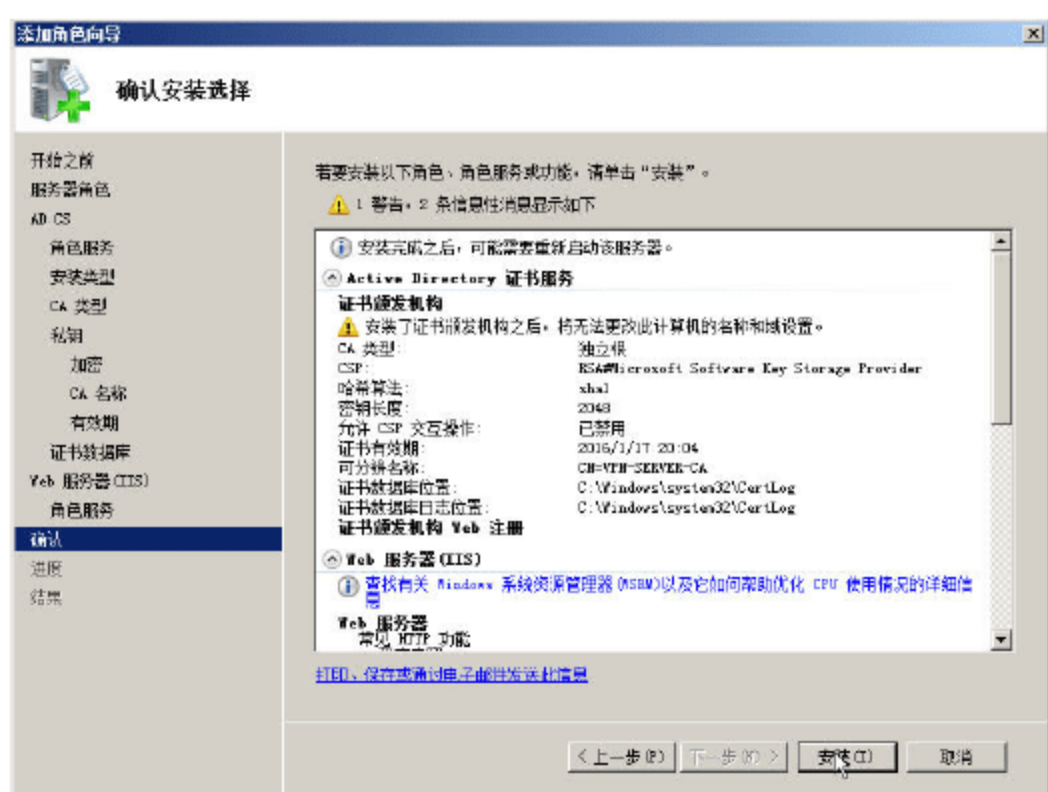 添加角色向导
确认安装选择
开始之前
服务器角色
AD CS
角色服务
安装类型
CA 类型
私钥
加密
CA 名称
有效期
证书数据库
Web 服务器(IIS)
角色服务
确认
进度
结果
若要安装以下角色、角色服务或功能，请单击“安装”。
1 警告，2 条信息性消息显示如下
安装完成之后，可能需要重新启动该服务器。
Active Directory 证书服务
证书颁发机构
安装了证书颁发机构之后，将无法更改此计算机的名称和域设置。
CA 类型: 独立根
CSP: RSA#Microsoft Software Key Storage Provider
哈希算法: sha1
密钥长度: 2048
允许 CSP 交互操作: 已禁用
证书有效期: 2016/1/17 20:04
可分辨名称: CN=VPN-SERVER-CA
证书数据库位置: C:\Windows\system32\CertLog
证书数据库日志位置: C:\Windows\system32\CertLog
证书颁发机构 Web 注册
Web 服务器(IIS)
查找有关 Windows 系统资源管理器(WSRM)以及它如何帮助优化 CPU 使用情况的详细信
息
Web 服务器
常见 HTTP 功能
打印、保存或通过电子邮件发送此信息
< 上一步(P) 下一步(N) > 安装(I) 取消